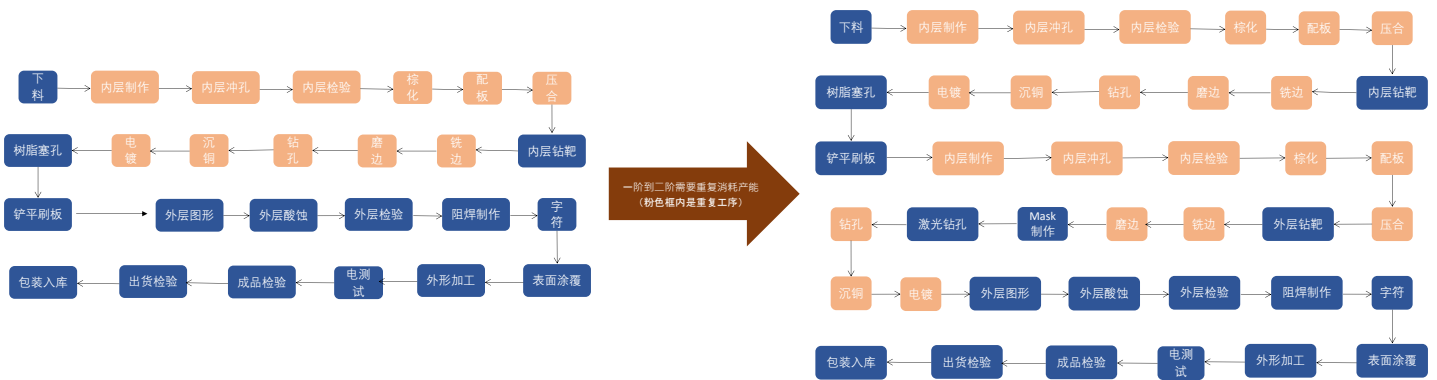 下
料
内层制作
内层冲孔
内层检验
棕
化
配
板
压
合
树脂塞孔
电
镀
沉
铜
钻
孔
磨
边
铣
边
内层钻靶
铲平刷板
外层图形
外层酸蚀
外层检验
阻焊制作
字
符
包装入库
出货检验
成品检验
电测
试
外形加工
表面涂覆
一阶到二阶需要重复消耗产能
（粉色框内是重复工序）
下料
内层制作
内层冲孔
内层检验
棕化
配板
压合
树脂塞孔
电镀
沉铜
钻孔
磨边
铣边
内层钻靶
铲平刷板
内层制作
内层冲孔
内层检验
棕化
配板
钻孔
激光钻孔
Mask
制作
磨边
铣边
外层钻靶
压合
沉铜
电镀
外层图形
外层酸蚀
外层检验
阻焊制作
字符
包装入库
出货检验
成品检验
电测
试
外形加工
表面涂覆